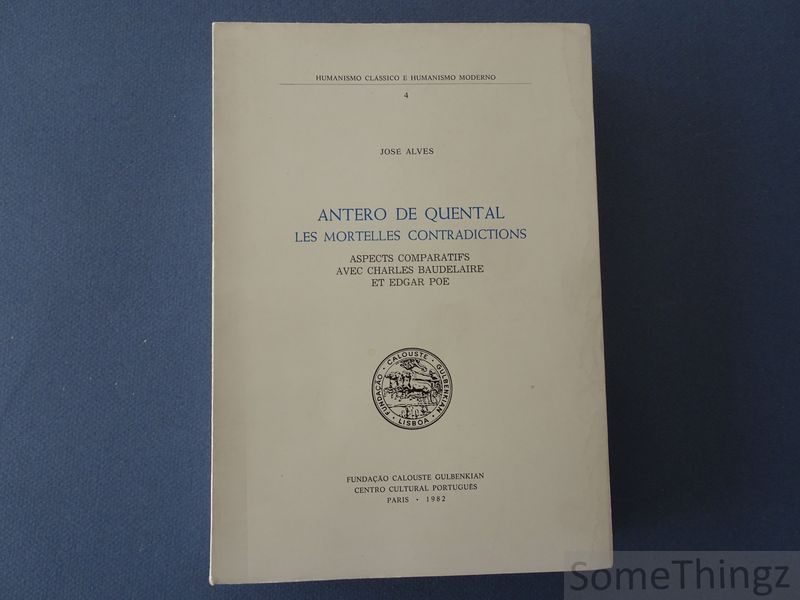 HUMANISMO CLÁSSICO E HUMANISMO MODERNO
4
JOSÉ ALVES
ANTERO DE QUENTAL
LES MORTELLES CONTRADICTIONS
ASPECTS COMPARATIFS
AVEC CHARLES BAUDELAIRE
ET EDGAR POE
FUNDAÇÃO · CALOUSTE · GULBENKIAN
· LISBOA ·
FUNDAÇÃO CALOUSTE GULBENKIAN
CENTRO CULTURAL PORTUGUÊS
PARIS · 1982
SomeThingz